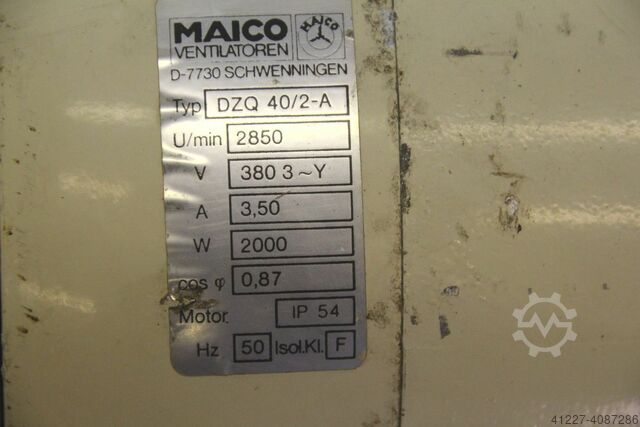 MAICO
VENTILATOREN
MAICO
D-7730 SCHWENNINGEN
Typ DZQ 40/2-A
U/min 2850
V 380 3~Y
A 3,50
W 2000
cos φ 0,87
Motor IP 54
Hz 50 Isol.Kl. F
41227-4087286